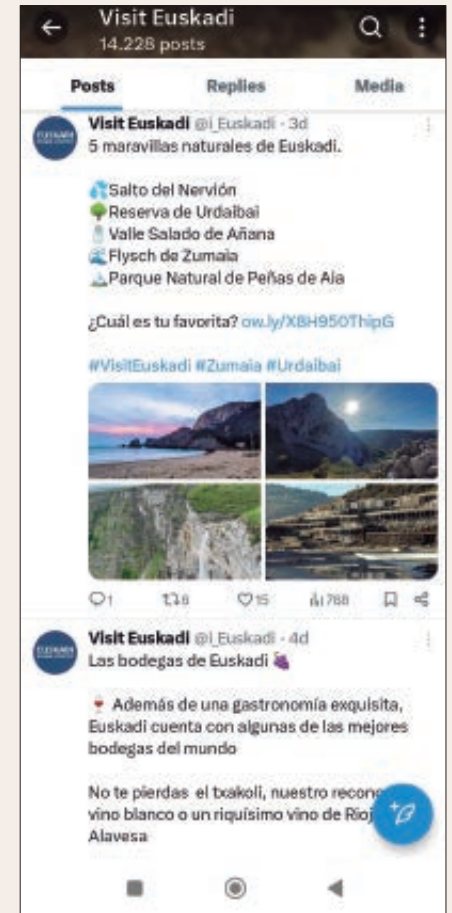 Visit Euskadi
14.228 posts
Posts Replies Media
Visit Euskadi @i_Euskadi · 3d
5 maravillas naturales de Euskadi.
💦Salto del Nervión
🌳Reserva de Urdaibai
🧂Valle Salado de Añana
🌊Flysch de Zumaia
⛰️Parque Natural de Peñas de Aia
¿Cuál es tu favorita? ow.ly/X8H950ThipG
#VisitEuskadi #Zumaia #Urdaibai
1 8 15 768
Visit Euskadi @i_Euskadi · 4d
Las bodegas de Euskadi 🍇
🍷 Además de una gastronomía exquisita,
Euskadi cuenta con algunas de las mejores
bodegas del mundo
No te pierdas el txakoli, nuestro recono
vino blanco o un riquísimo vino de Rioj
Alavesa